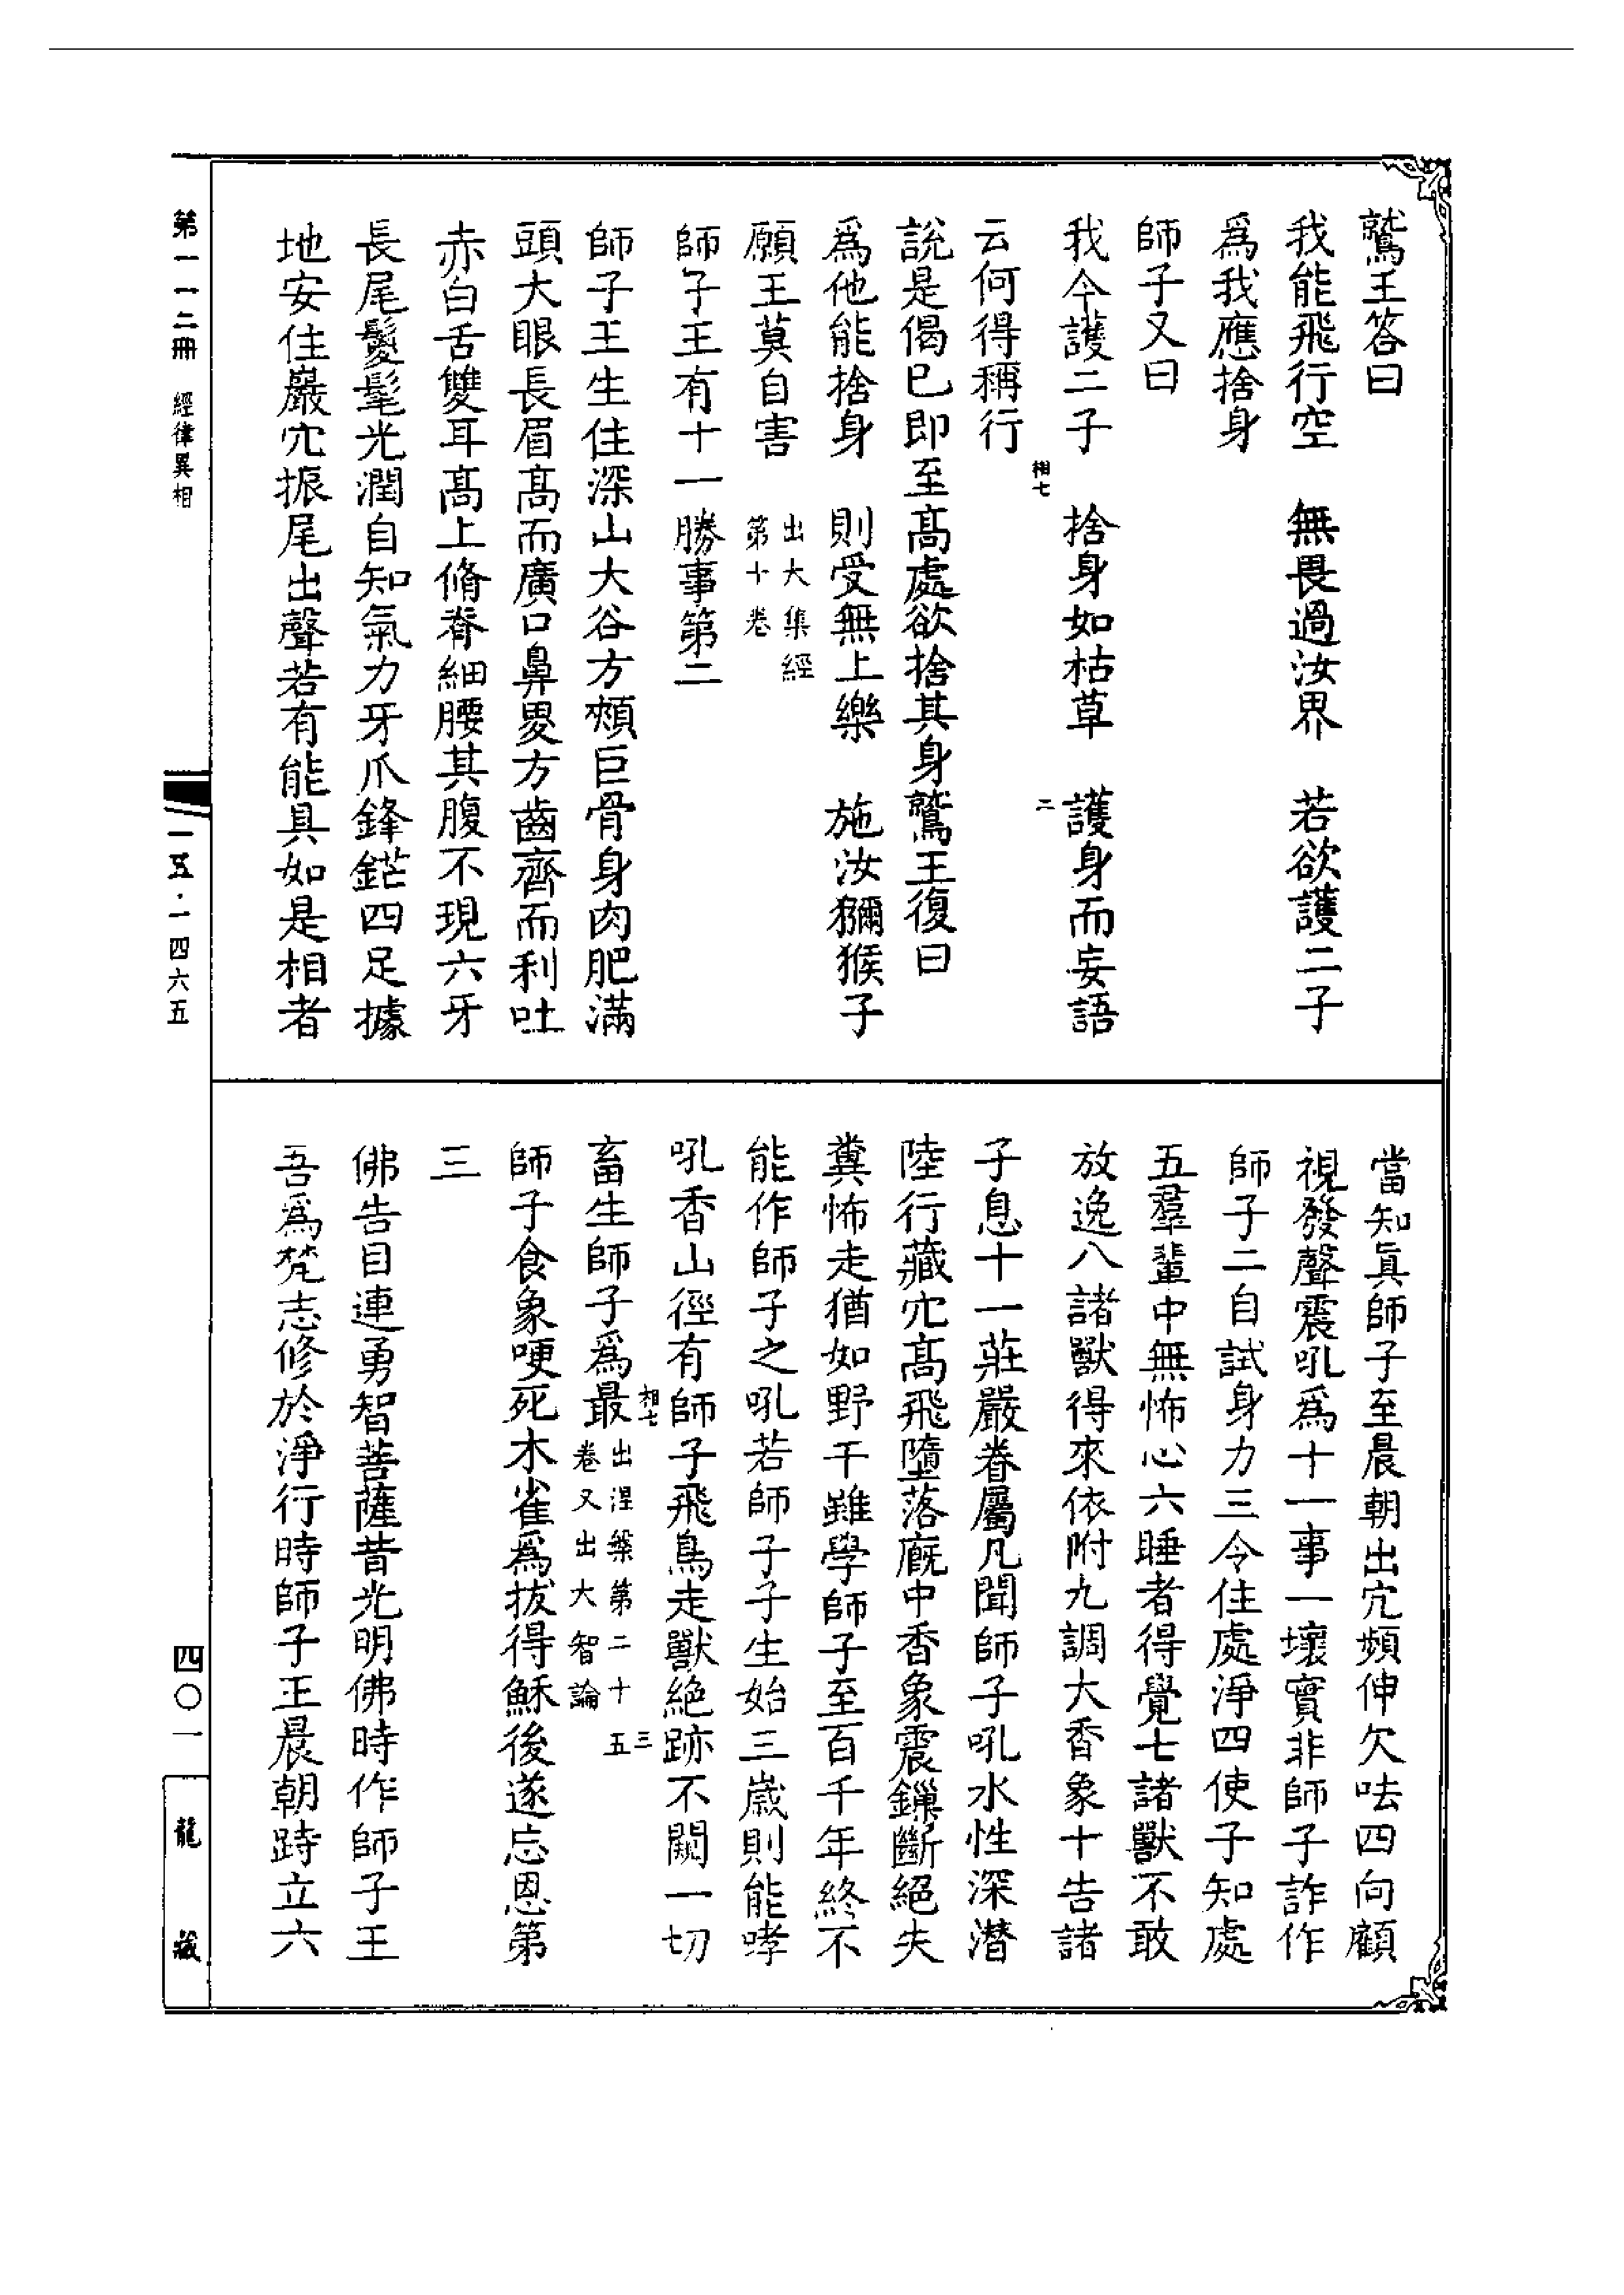 鷲王答曰
我能飛行空　無畏過汝界　若欲護二子
爲我應捨身
師子又曰
我今護二子　捨身如枯草　護身而妄語
相七　二
云何得稱行
說是偈已即至高處欲捨其身鷲王復曰
爲他能捨身　則受無上樂　施汝獼猴子
願王莫自害　出大集經第十卷
師子王有十一勝事第二
師子王生住深山大谷方頰巨骨身肉肥滿
頭大眼長眉高而廣口鼻㖞方齒齊而利吐
赤白舌雙耳高上脩脊細腰其腹不現六牙
長尾鬉髦光潤自知氣力牙爪鋒鋩四足據
地安住巖穴振尾出聲若有能具如是相者
當知眞師子至晨朝出穴頻伸欠呿四向顧
視發聲震吼爲十一事一壞實非師子詐作
師子二自試身力三令住處淨四使子知處
五羣輩中無怖心六睡者得覺七諸獸不敢
放逸八諸獸得來依附九調大香象十告諸
子息十一莊嚴眷屬凡聞師子吼水性深潜
陸行藏穴高飛墮落廐中香象震鏁斷絕失
糞怖走猶如野干雖學師子至百千年終不
能作師子之吼若師子子生始三歲則能哮
吼香山徑有師子飛鳥走獸絕跡不闚一切
相七　三
畜生師子爲最　出涅槃第二十五卷又出大智論
師子食象哽死木雀爲拔得穌後遂忘恩第
三
佛告目連勇智菩薩昔光明佛時作師子王
吾爲梵志修於淨行時師子王晨朝跱立六
第一一二冊　經律異相
一五·一四六五
四〇一
龍藏